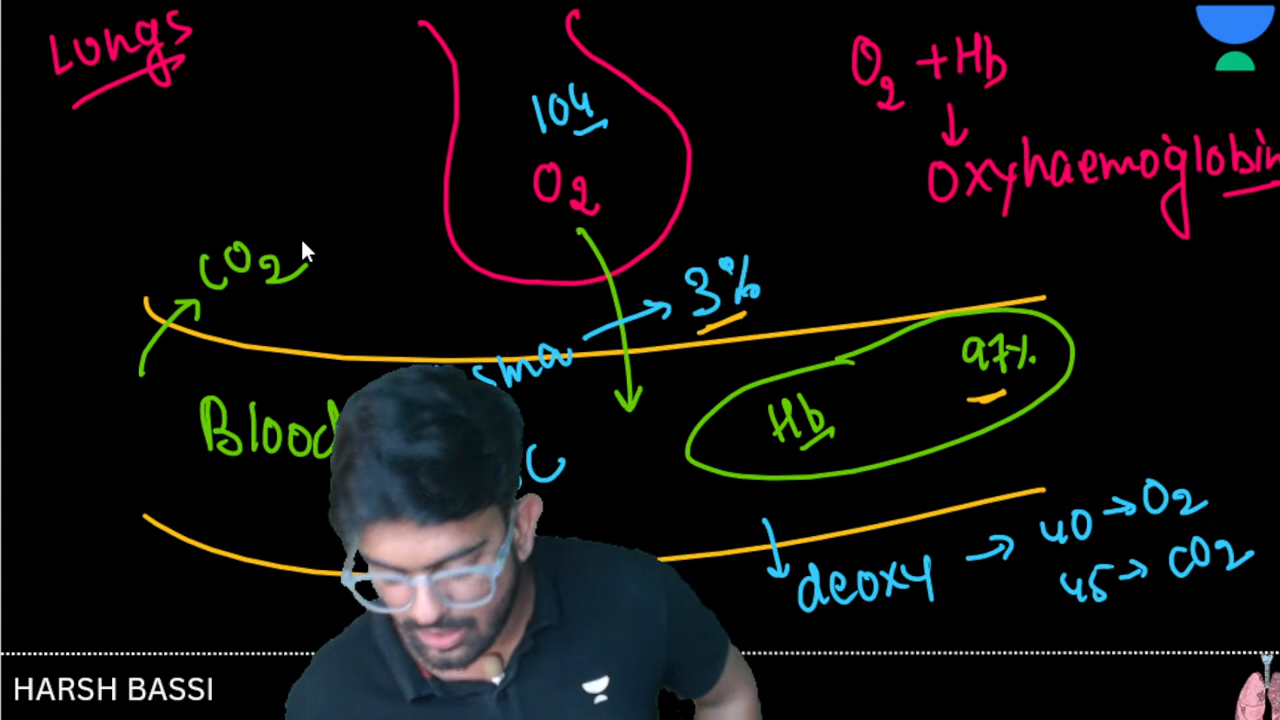 Lungs
104
O2
O2 + Hb
↓
Oxyhaemoglobin
CO2
→ 3%
97%
Hb
Blood
deoxy → 40 → O2
45 → CO2
HARSH BASSI